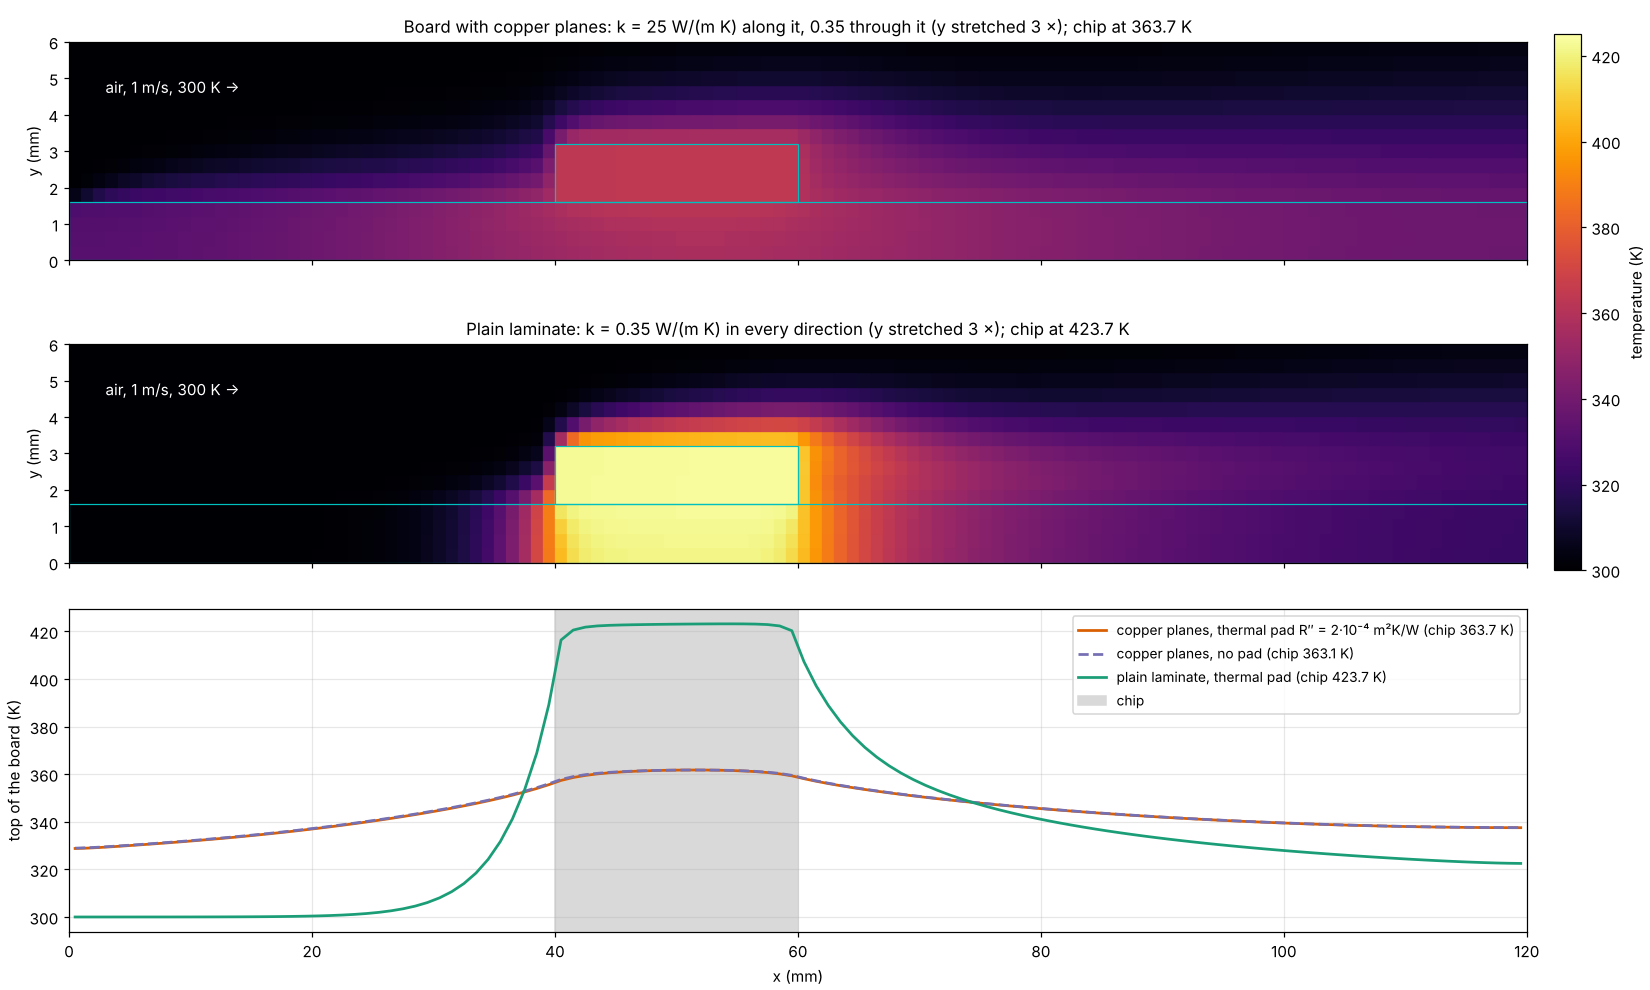 Board with copper planes: k = 25 W/(m K) along it, 0.35 through it (y stretched 3 ×); chip at 363.7 K
6
5
4
3
2
1
0
y (mm)
air, 1 m/s, 300 K →
Plain laminate: k = 0.35 W/(m K) in every direction (y stretched 3 ×); chip at 423.7 K
6
5
4
3
2
1
0
y (mm)
air, 1 m/s, 300 K →
420
400
380
360
340
320
300
temperature (K)
420
400
380
360
340
320
300
top of the board (K)
copper planes, thermal pad R″ = 2·10⁻⁴ m²K/W (chip 363.7 K)
copper planes, no pad (chip 363.1 K)
plain laminate, thermal pad (chip 423.7 K)
chip
0 20 40 60 80 100 120
x (mm)